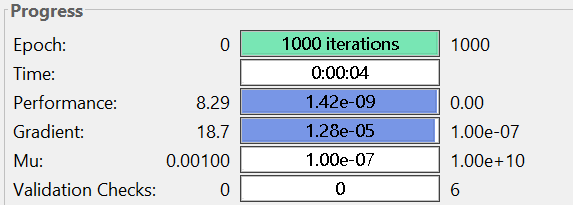 Progress
Epoch: 0 1000 iterations 1000
Time: 0:00:04
Performance: 8.29 1.42e-09 0.00
Gradient: 18.7 1.28e-05 1.00e-07
Mu: 0.00100 1.00e-07 1.00e+10
Validation Checks: 0 0 6